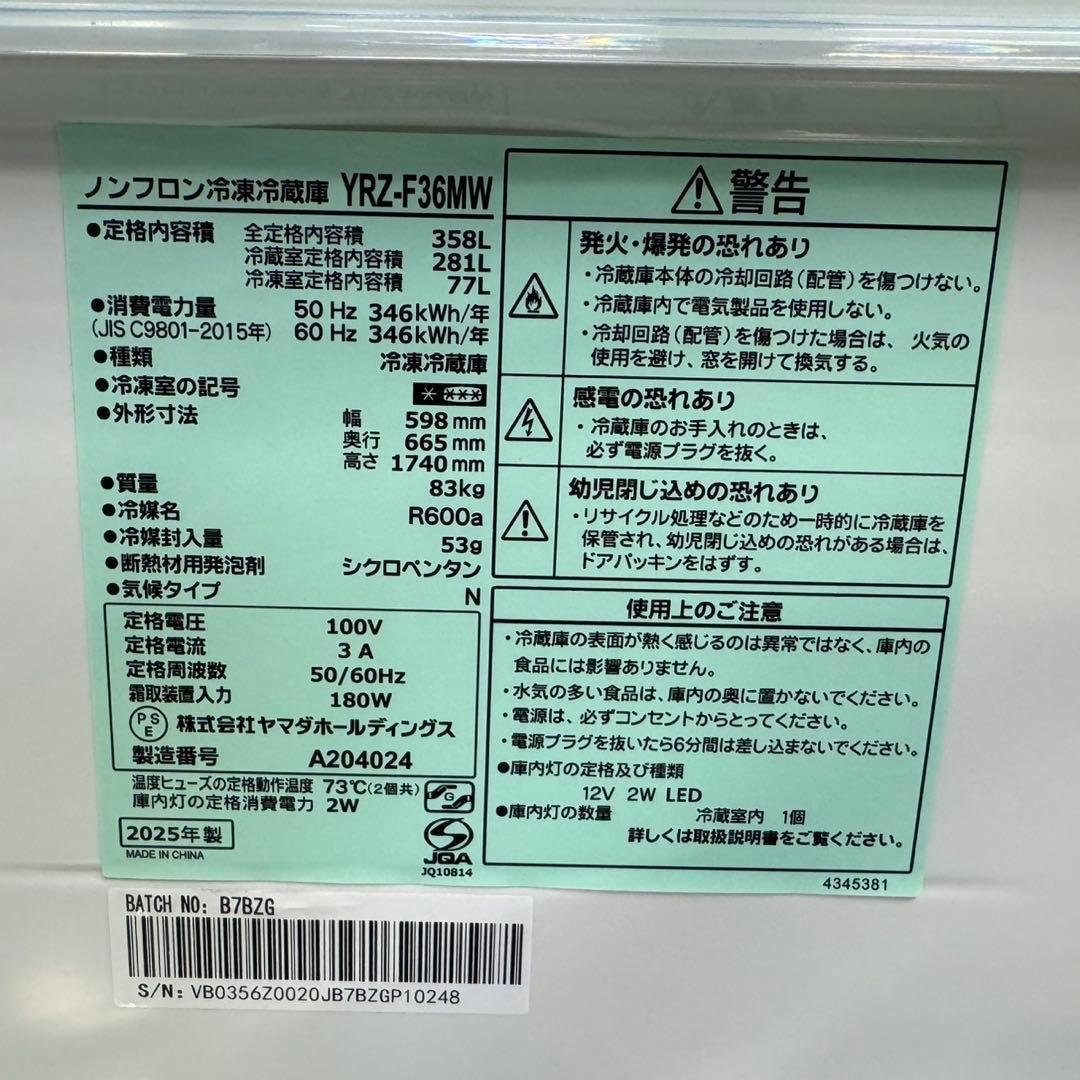 ノンフロン冷凍冷蔵庫 YRZ-F36MW
●定格内容積 全定格内容積 358L
冷蔵室定格内容積 281L
冷凍室定格内容積 77L
●消費電力量 50 Hz 346kWh/年
(JIS C9801-2015年) 60 Hz 346kWh/年
●種類 冷凍冷蔵庫
●冷凍室の記号
●外形寸法 幅 598 mm
奥行 665 mm
高さ 1740 mm
●質量 83kg
●冷媒名 R600a
●冷媒封入量 53g
●断熱材用発泡剤 シクロペンタン
●気候タイプ N
定格電圧 100V
定格電流 3 A
定格周波数 50/60Hz
霜取装置入力 180W
PSE 株式会社ヤマダホールディングス
製造番号 A204024
温度ヒューズの定格動作温度 73℃(2個共)
庫内灯の定格消費電力 2W
G
2025年製
MADE IN CHINA
JQA
JQ10814
⚠警告
発火・爆発の恐れあり
・冷蔵庫本体の冷却回路(配管)を傷つけない。
・冷蔵庫内で電気製品を使用しない。
・冷却回路(配管)を傷つけた場合は、火気の
使用を避け、窓を開けて換気する。
感電の恐れあり
・冷蔵庫のお手入れのときは、
必ず電源プラグを抜く。
幼児閉じ込めの恐れあり
・リサイクル処理などのため一時的に冷蔵庫を
保管され、幼児閉じ込めの恐れがある場合は、
ドアパッキンをはずす。
使用上のご注意
・冷蔵庫の表面が熱く感じるのは異常ではなく、庫内の
食品には影響ありません。
・水気の多い食品は、庫内の奥に置かないでください。
・電源は、必ずコンセントからとってください。
・電源プラグを抜いたら6分間は差し込まないでください。
●庫内灯の定格及び種類
12V 2W LED
●庫内灯の数量 冷蔵室内 1個
詳しくは取扱説明書をご覧ください。
4345381
BATCH NO: B7BZG
S/N: VB0356Z0020JB7BZGP10248